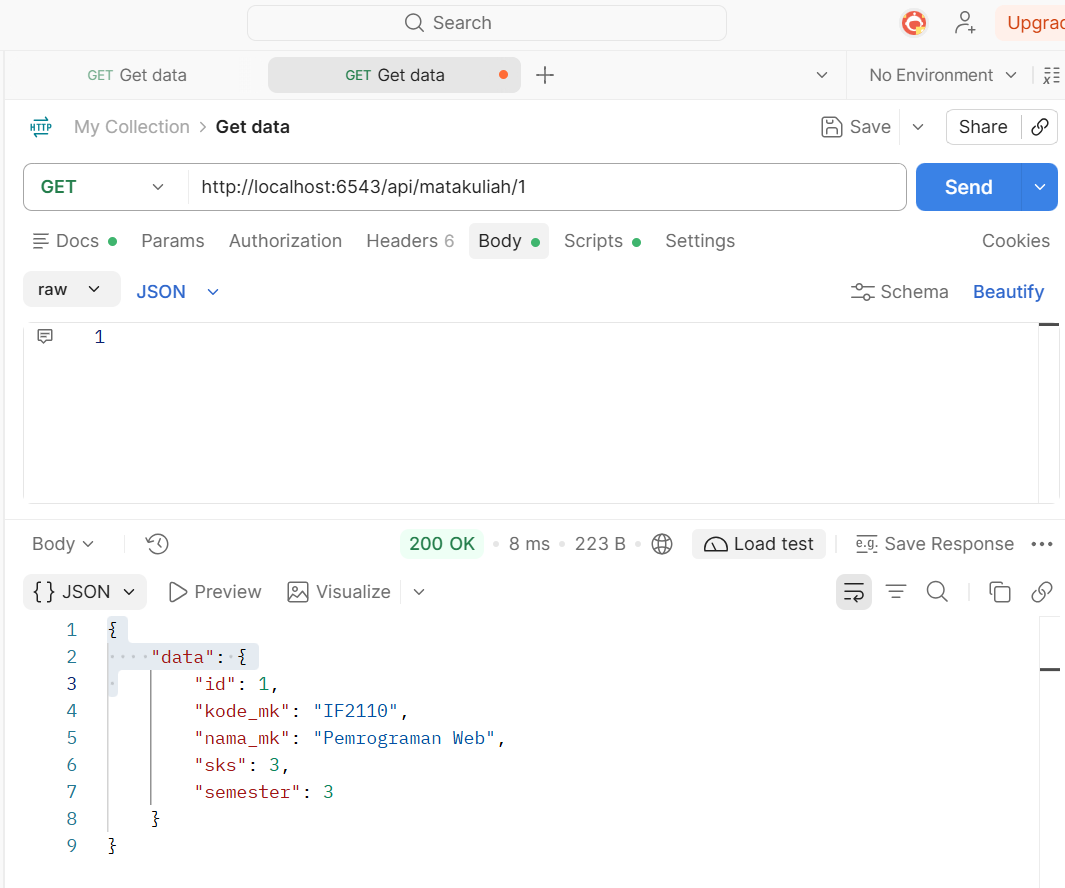 Search
Upgrad
GET Get data
GET Get data
No Environment
HTTP My Collection > Get data
Save
Share
GET
http://localhost:6543/api/matakuliah/1
Send
Docs Params Authorization Headers 6 Body Scripts Settings Cookies
raw JSON Schema Beautify
1
Body 200 OK 8 ms 223 B Load test e.g. Save Response
{} JSON Preview Visualize
1 {
2 "data": {
3 "id": 1,
4 "kode_mk": "IF2110",
5 "nama_mk": "Pemrograman Web",
6 "sks": 3,
7 "semester": 3
8 }
9 }